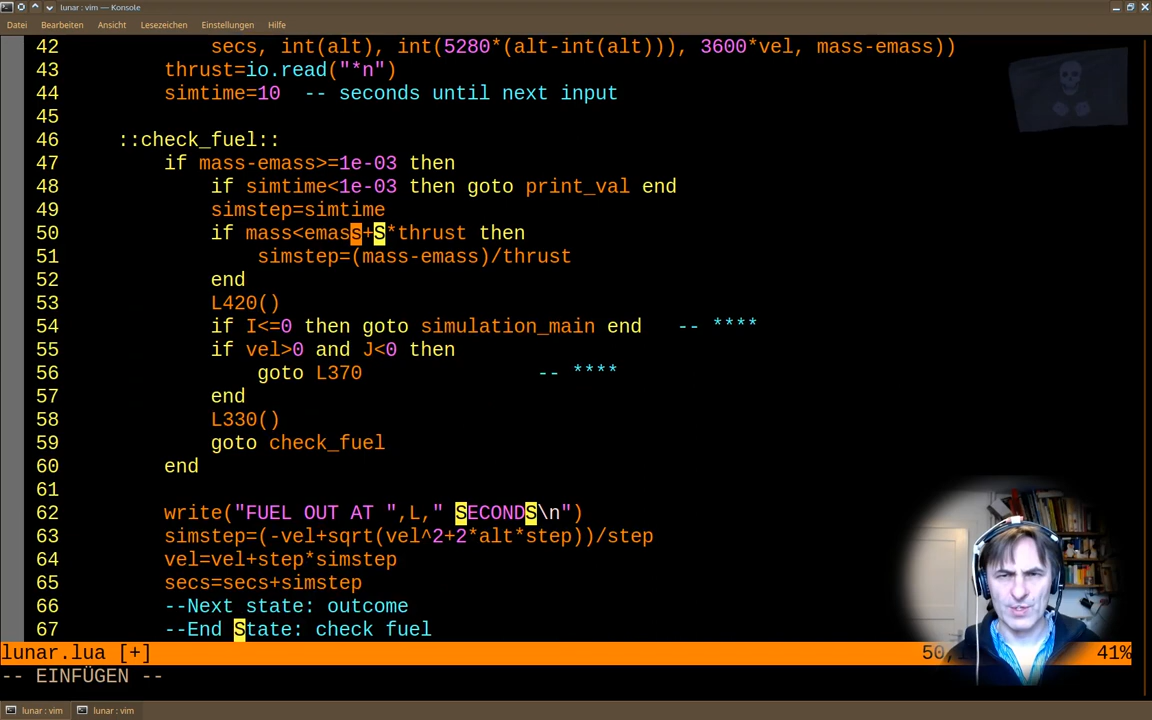 lunar : vim — Konsole
Datei Bearbeiten Ansicht Lesezeichen Einstellungen Hilfe
42 secs, int(alt), int(5280*(alt-int(alt))), 3600*vel, mass-emass))
43 thrust=io.read("*n")
44 simtime=10 -- seconds until next input
45
46 ::check_fuel::
47 if mass-emass>=1e-03 then
48 if simtime<1e-03 then goto print_val end
49 simstep=simtime
50 if mass<emass+S*thrust then
51 simstep=(mass-emass)/thrust
52 end
53 L420()
54 if I<=0 then goto simulation_main end -- ****
55 if vel>0 and J<0 then
56 goto L370 -- ****
57 end
58 L330()
59 goto check_fuel
60 end
61
62 write("FUEL OUT AT ",L," SECONDS\n")
63 simstep=(-vel+sqrt(vel^2+2*alt*step))/step
64 vel=vel+step*simstep
65 secs=secs+simstep
66 --Next state: outcome
67 --End State: check fuel
lunar.lua [+] 50, 41%
-- EINFÜGEN --
lunar : vim lunar : vim